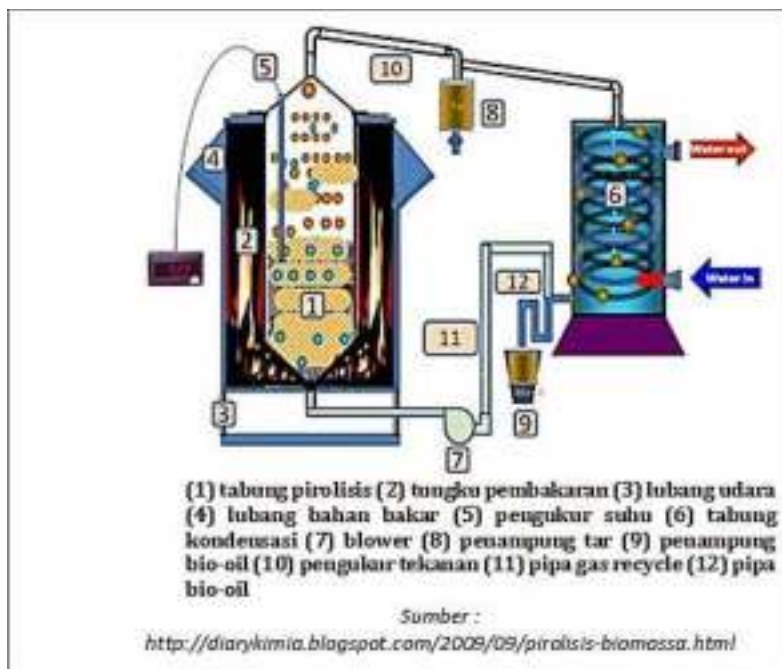 5
10
8
4
Water out
6
2
Water In
12
1
11
3
9
7
(1) tabung pirolisis (2) tungku pembakaran (3) lubang udara
(4) lubang bahan bakar (5) pengukur suhu (6) tabung
kondensasi (7) blower (8) penampung tar (9) penampung
bio-oil (10) pengukur tekanan (11) pipa gas recycle (12) pipa
bio-oil
Sumber :
http://diarykimia.blogspot.com/2009/09/pirolisis-biomassa.html